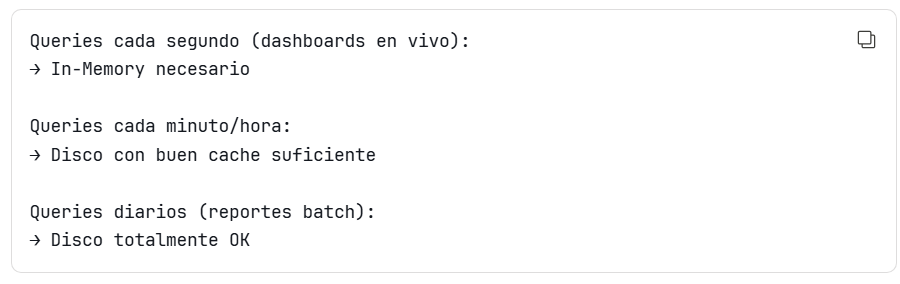 Queries cada segundo (dashboards en vivo):
→ In-Memory necesario
Queries cada minuto/hora:
→ Disco con buen cache suficiente
Queries diarios (reportes batch):
→ Disco totalmente OK